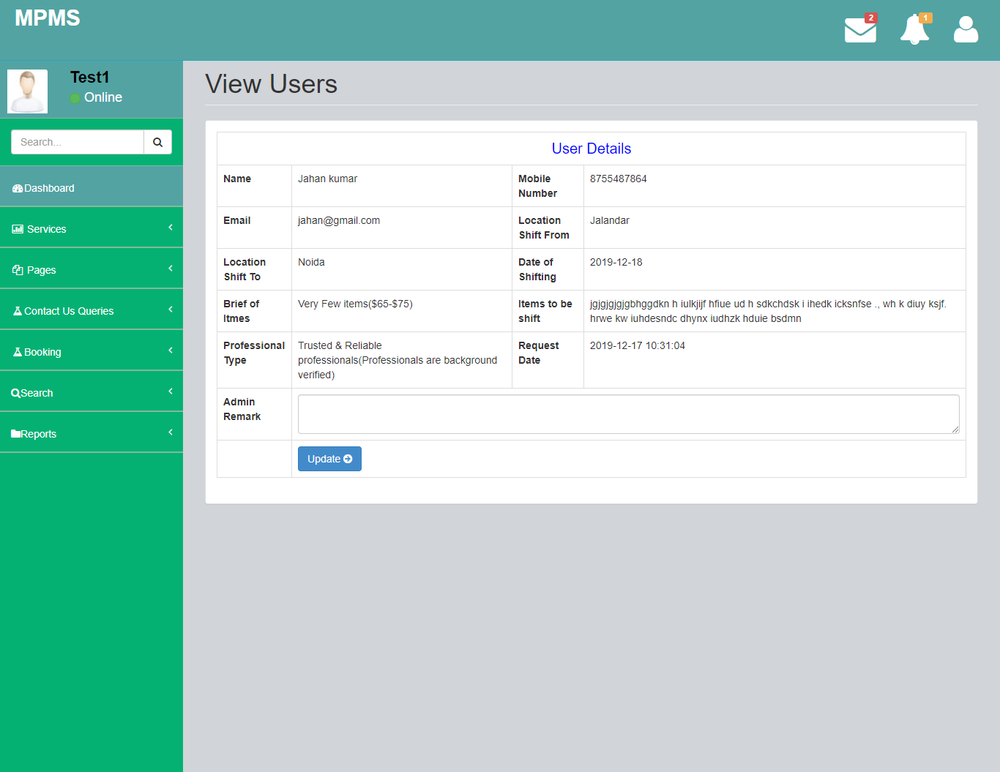 MPMS
2
1
Test1
Online
Search...
Dashboard
Services
Pages
Contact Us Queries
Booking
Search
Reports
View Users
User Details
Name
Jahan kumar
Mobile
Number
8755487864
Email
jahan@gmail.com
Location
Shift From
Jalandar
Location
Shift To
Noida
Date of
Shifting
2019-12-18
Brief of
Itmes
Very Few items($65-$75)
Items to be
shift
jgjgjgjgjgbhggdkn h iulkjijf hfiue ud h sdkchdsk i ihedk icksnfse ., wh k diuy ksjf.
hrwe kw iuhdesndc dhynx iudhzk hduie bsdmn
Professional
Type
Trusted & Reliable
professionals(Professionals are background
verified)
Request
Date
2019-12-17 10:31:04
Admin
Remark
Update